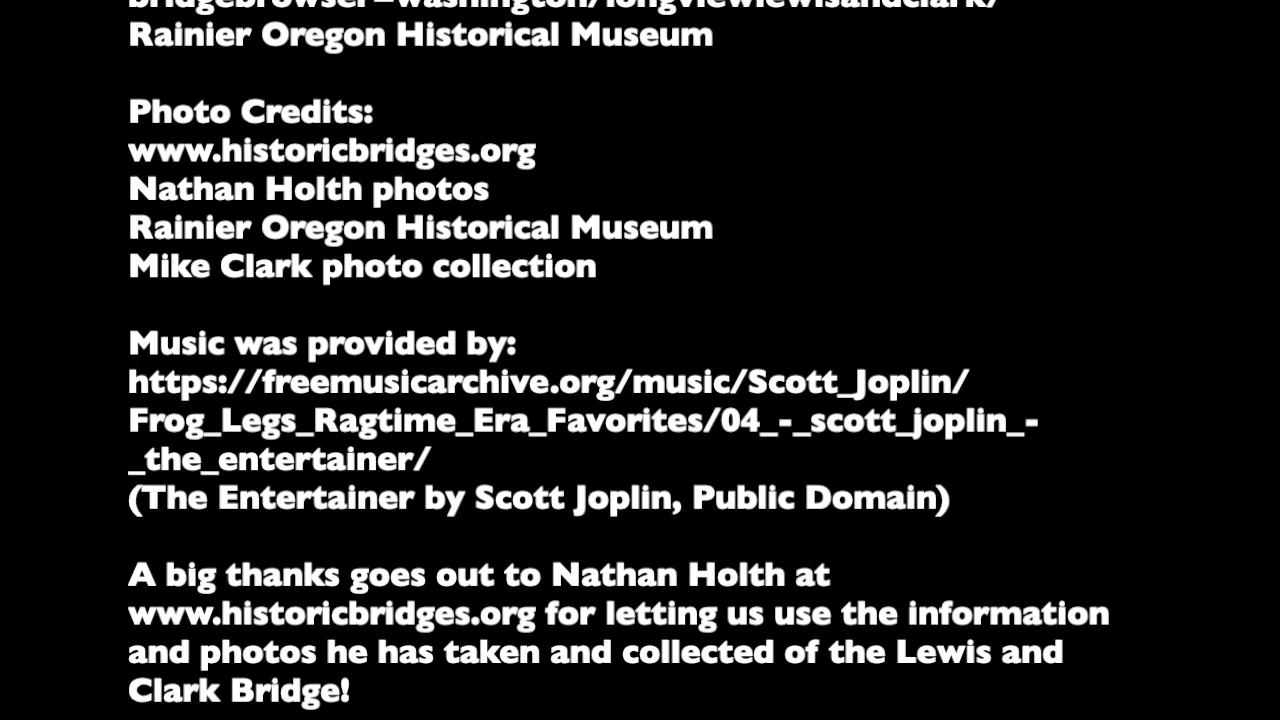 bridgebrowser=washington/longviewlewisandclark/
Rainier Oregon Historical Museum
Photo Credits:
www.historicbridges.org
Nathan Holth photos
Rainier Oregon Historical Museum
Mike Clark photo collection
Music was provided by:
https://freemusicarchive.org/music/Scott_Joplin/
Frog_Legs_Ragtime_Era_Favorites/04_-_scott_joplin_-
_the_entertainer/
(The Entertainer by Scott Joplin, Public Domain)
A big thanks goes out to Nathan Holth at
www.historicbridges.org for letting us use the information
and photos he has taken and collected of the Lewis and
Clark Bridge!